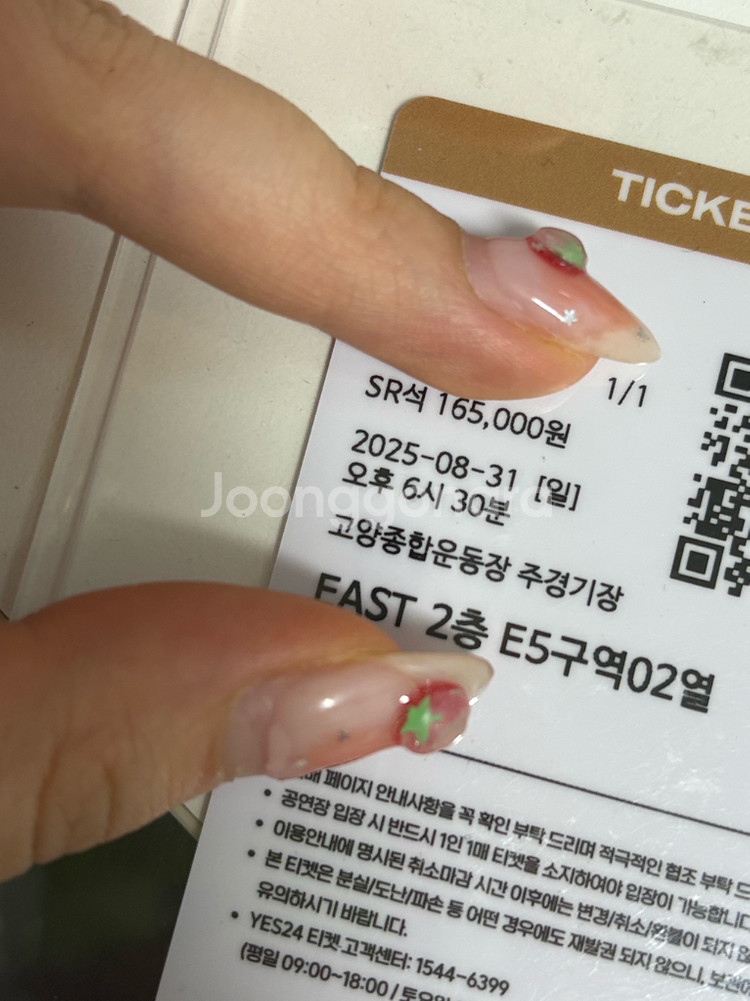 TICKE
1/1
SR석 165,000원
2025-08-31 [일]
오후 6시 30분
Joonggonara
고양종합운동장 주경기장
EAST 2층 E5구역02열
페이지 안내사항을 꼭 확인 부탁 드리며 적극적인 협조 부탁 드
• 공연장 입장 시 반드시 1인 1매 티켓을 소지하여야 입장이 가능합니다
• 이용안내에 명시된 취소마감 시간 이후에는 변경/취소/환불이 되지 않
• 본 티켓은 분실/도난/파손 등 어떤 경우에도 재발권 되지 않으니, 보관에
유의하시기 바랍니다.
• YES24 티켓 고객센터: 1544-6399
(평일 09:00~18:00 / 토요일